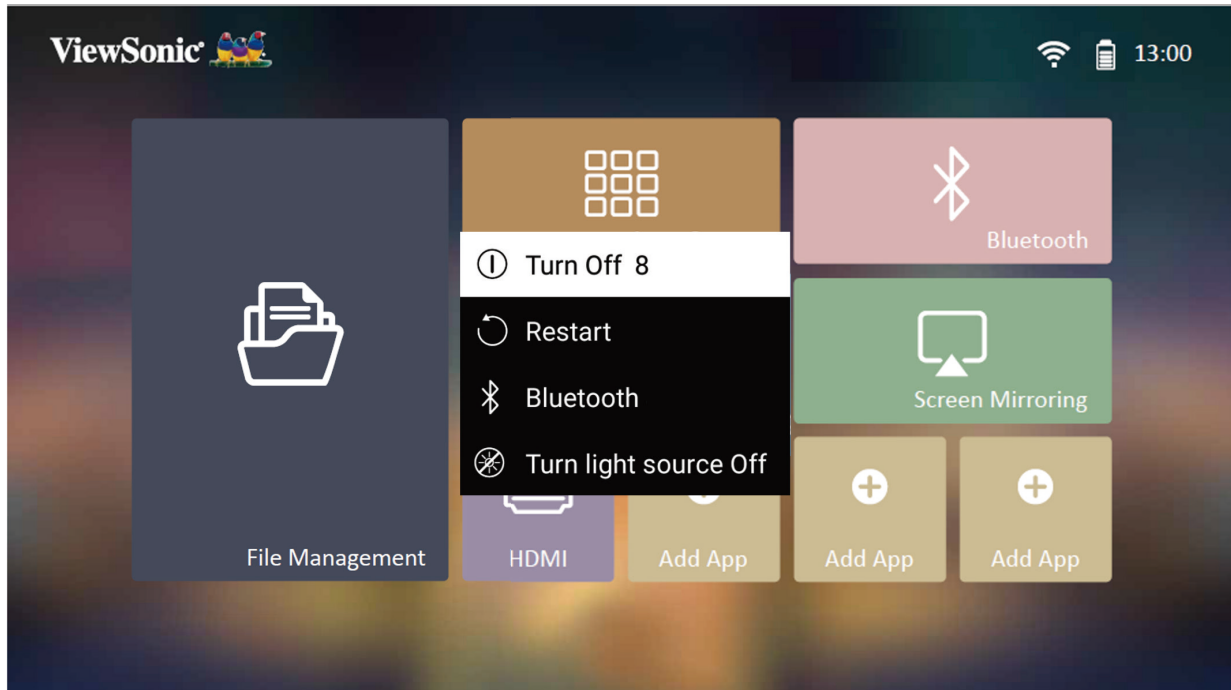 ViewSonic
13:00
Bluetooth
Turn Off 8
Restart
Bluetooth
Turn light source Off
Screen Mirroring
File Management
HDMI
Add App
Add App
Add App